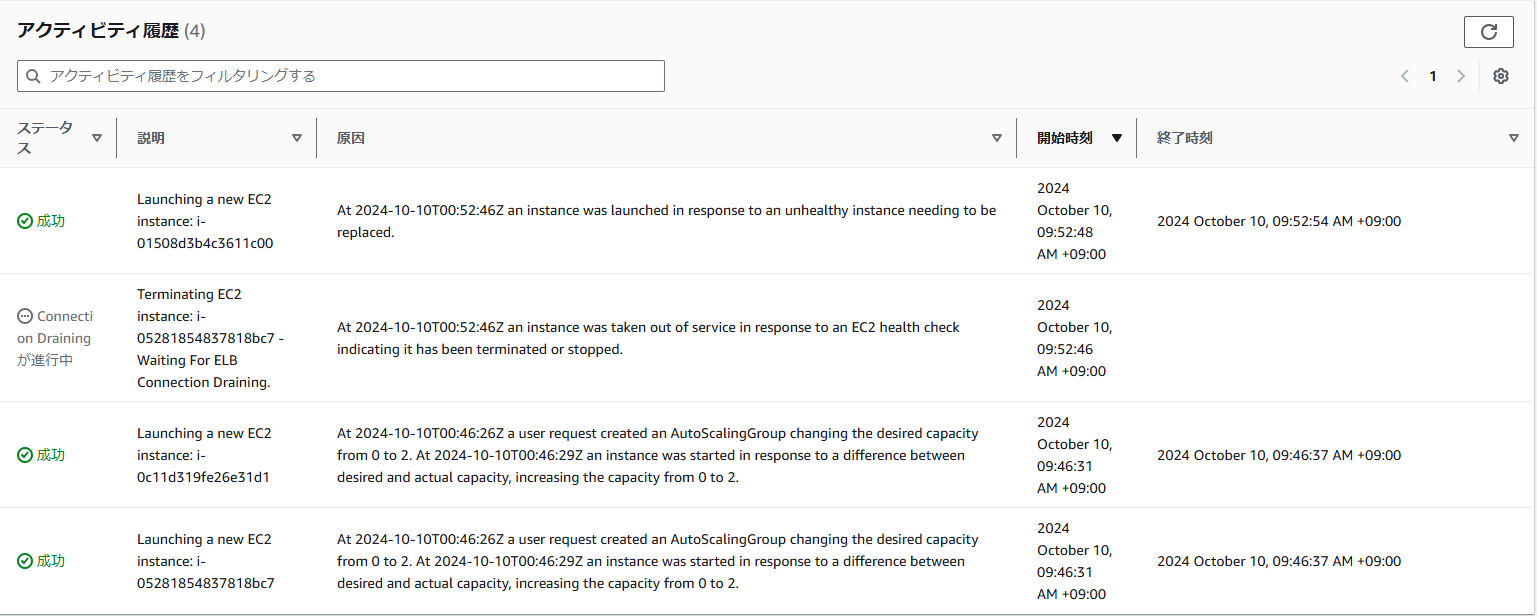 アクティビティ履歴 (4)
アクティビティ履歴をフィルタリングする
1
ステータ
ス
説明
原因
開始時刻
終了時刻
成功
Launching a new EC2
instance: i-
01508d3b4c3611c00
At 2024-10-10T00:52:46Z an instance was launched in response to an unhealthy instance needing to be
replaced.
2024
October 10,
09:52:48
AM +09:00
2024 October 10, 09:52:54 AM +09:00
Connecti
on Draining
が進行中
Terminating EC2
instance: i-
05281854837818bc7 -
Waiting For ELB
Connection Draining.
At 2024-10-10T00:52:46Z an instance was taken out of service in response to an EC2 health check
indicating it has been terminated or stopped.
2024
October 10,
09:52:46
AM +09:00
成功
Launching a new EC2
instance: i-
0c11d319fe26e31d1
At 2024-10-10T00:46:26Z a user request created an AutoScalingGroup changing the desired capacity
from 0 to 2. At 2024-10-10T00:46:29Z an instance was started in response to a difference between
desired and actual capacity, increasing the capacity from 0 to 2.
2024
October 10,
09:46:31
AM +09:00
2024 October 10, 09:46:37 AM +09:00
成功
Launching a new EC2
instance: i-
05281854837818bc7
At 2024-10-10T00:46:26Z a user request created an AutoScalingGroup changing the desired capacity
from 0 to 2. At 2024-10-10T00:46:29Z an instance was started in response to a difference between
desired and actual capacity, increasing the capacity from 0 to 2.
2024
October 10,
09:46:31
AM +09:00
2024 October 10, 09:46:37 AM +09:00